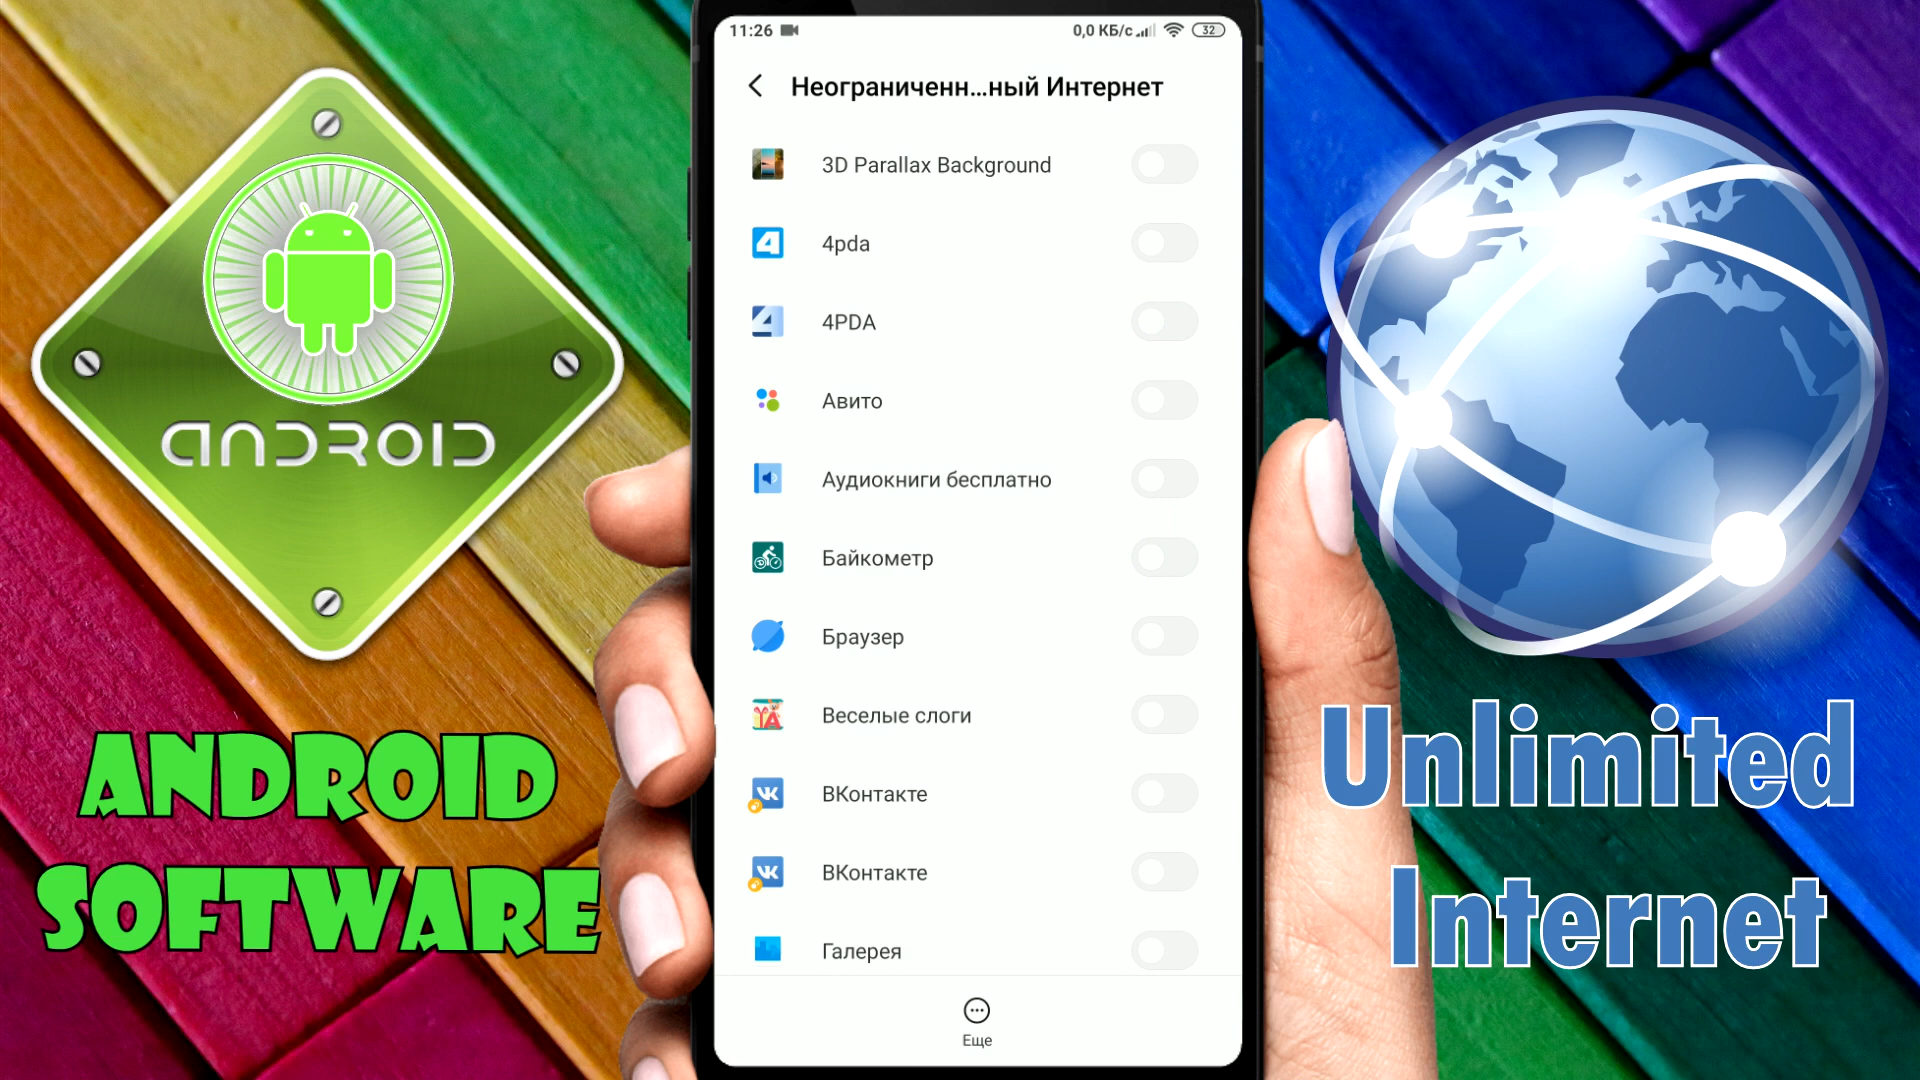 11:26
0,0 КБ/с
32
Неограниченн...ный Интернет
3D Parallax Background
4pda
4PDA
Авито
Аудиокниги бесплатно
Байкометр
Браузер
Веселые слоги
ВКонтакте
ВКонтакте
Галерея
Еще
ANDROID
ANDROID
SOFTWARE
Unlimited
Internet